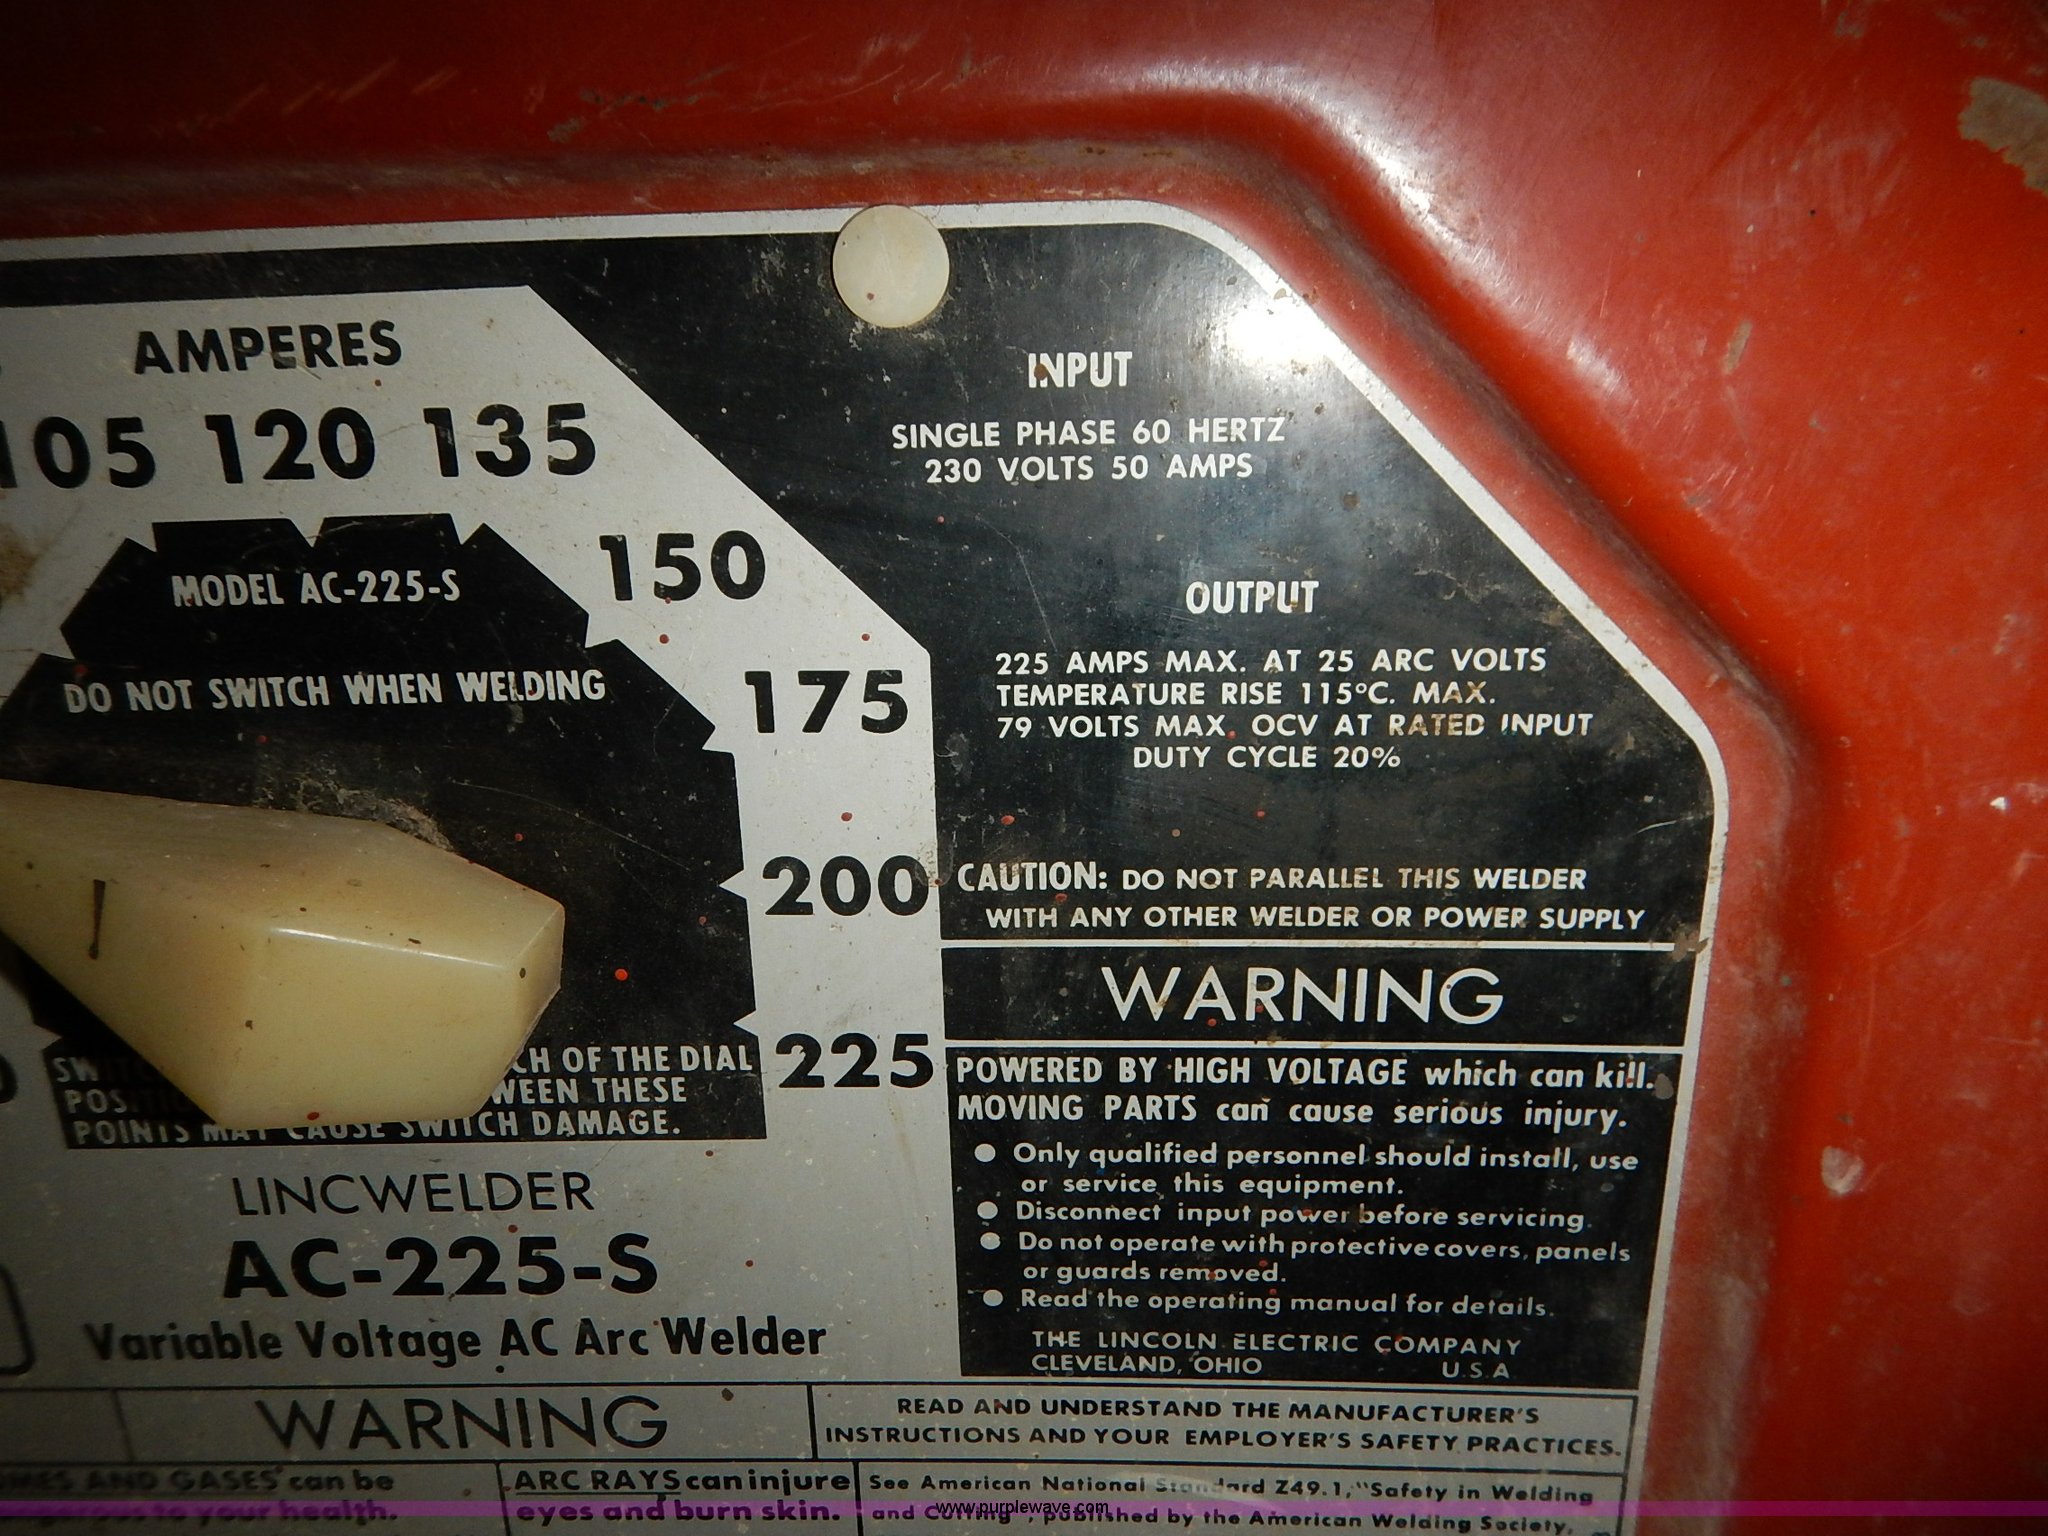 AMPERES
105 120 135
150
175
200
225
MODEL AC-225-S
DO NOT SWITCH WHEN WELDING
OF THE DIAL
THESE
POINTS MAY CAUSE SWITCH DAMAGE.
LINCWELDER
AC-225-S
Variable Voltage AC Arc Welder
INPUT
SINGLE PHASE 60 HERTZ
230 VOLTS 50 AMPS
OUTPUT
225 AMPS MAX. AT 25 ARC VOLTS
TEMPERATURE RISE 115°C. MAX.
79 VOLTS MAX. OCV AT RATED INPUT
DUTY CYCLE 20%
CAUTION: DO NOT PARALLEL THIS WELDER
WITH ANY OTHER WELDER OR POWER SUPPLY
WARNING
POWERED BY HIGH VOLTAGE which can kill.
MOVING PARTS can cause serious injury.
● Only qualified personnel should install, use
or service this equipment.
● Disconnect input power before servicing.
● Do not operate with protective covers, panels
or guards removed.
● Read the operating manual for details.
THE LINCOLN ELECTRIC COMPANY
CLEVELAND, OHIO U.S.A
WARNING
READ AND UNDERSTAND THE MANUFACTURER'S
INSTRUCTIONS AND YOUR EMPLOYER'S SAFETY PRACTICES.
AND GASES can be
to your health.
ARC RAYS can injure
eyes and burn skin.
See American National Standard Z49.1, "Safety in Welding
and Cutting", published by the American Welding Society,
www.purplewave.com